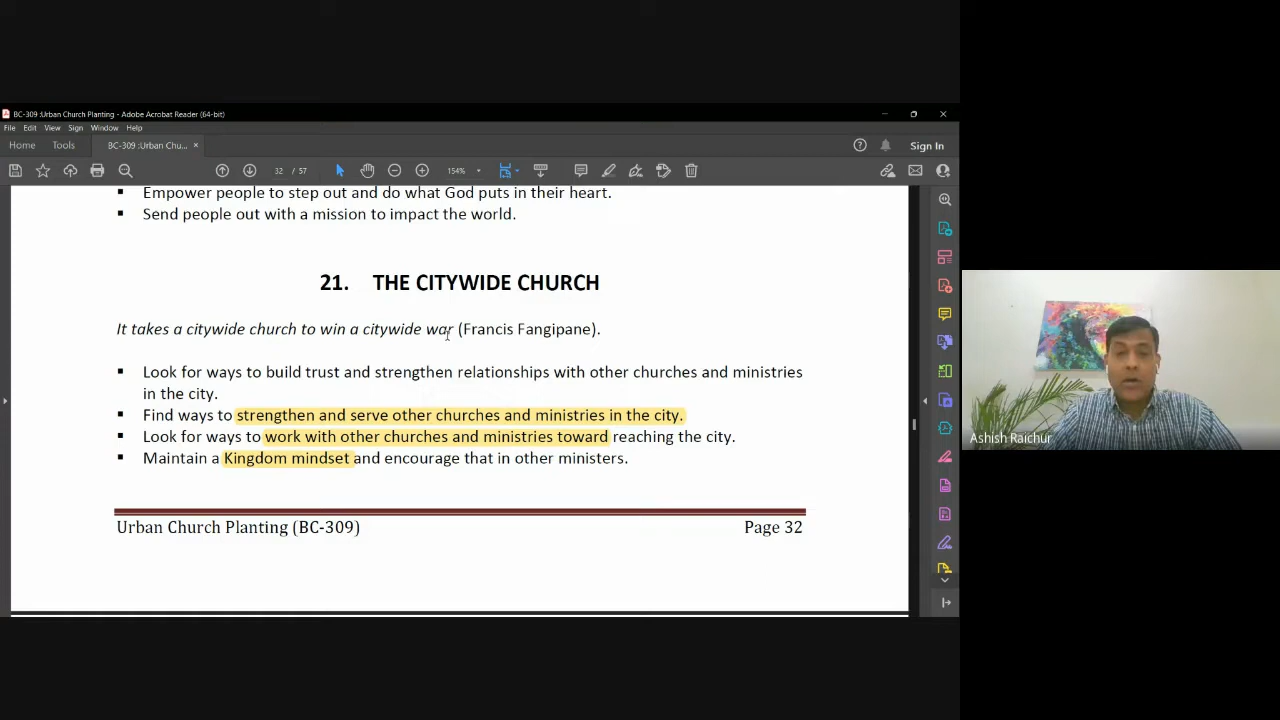 BC-309 :Urban Church Planting - Adobe Acrobat Reader (64-bit)
File Edit View Sign Window Help
Home Tools BC-309 :Urban Chu... × Sign In
32 / 57 154%
▪ Empower people to step out and do what God puts in their heart.
▪ Send people out with a mission to impact the world.
21. THE CITYWIDE CHURCH
It takes a citywide church to win a citywide war (Francis Fangipane).
▪ Look for ways to build trust and strengthen relationships with other churches and ministries
in the city.
▪ Find ways to strengthen and serve other churches and ministries in the city.
▪ Look for ways to work with other churches and ministries toward reaching the city.
▪ Maintain a Kingdom mindset and encourage that in other ministers.
Urban Church Planting (BC-309) Page 32
Ashish Raichur